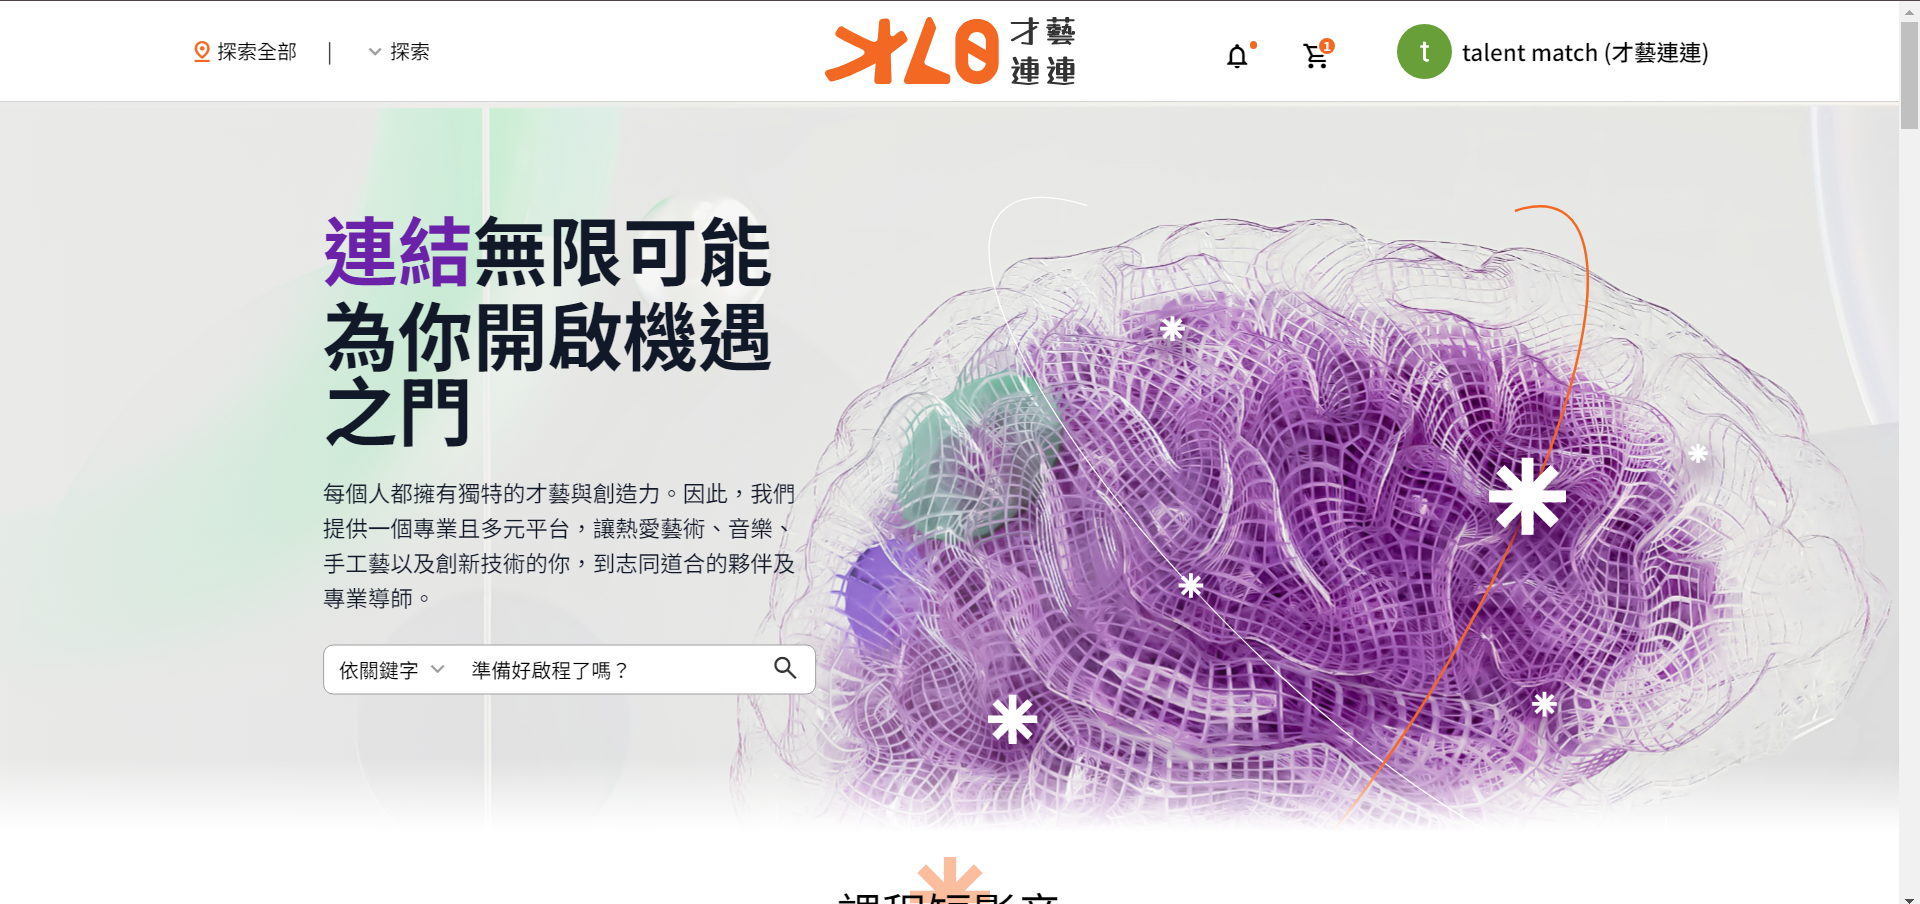 探索全部 | 探索
才藝
連連
1
t talent match (才藝連連)
連結無限可能
為你開啟機遇
之門
每個人都擁有獨特的才藝與創造力。因此，我們
提供一個專業且多元平台，讓熱愛藝術、音樂、
手工藝以及創新技術的你，到志同道合的夥伴及
專業導師。
依關鍵字 準備好啟程了嗎？